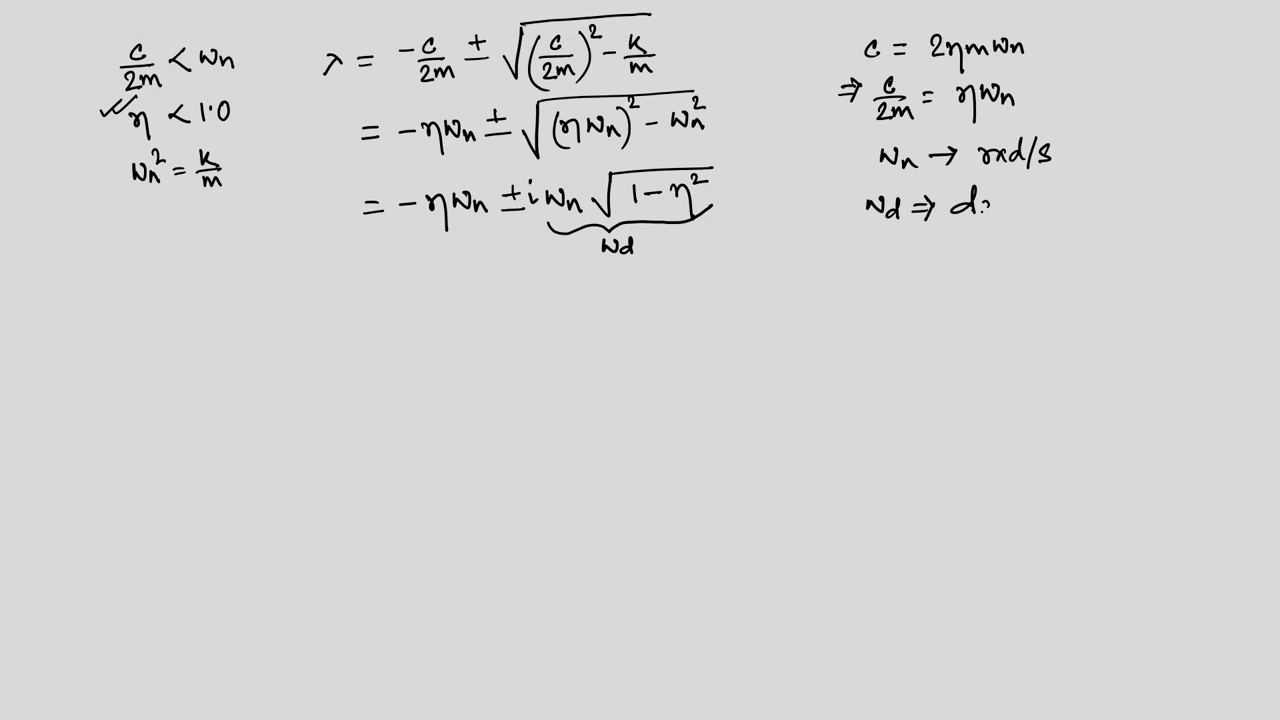 c/2m < ωn
η < 1.0
ωn² = k/m
λ = -c/2m ± √((c/2m)² - k/m)
= -ηωn ± √((ηωn)² - ωn²)
= -ηωn ± i ωn √(1-η²)
ωd
c = 2ηmωn
⇒ c/2m = ηωn
ωn → rad/s
ωd ⇒ d